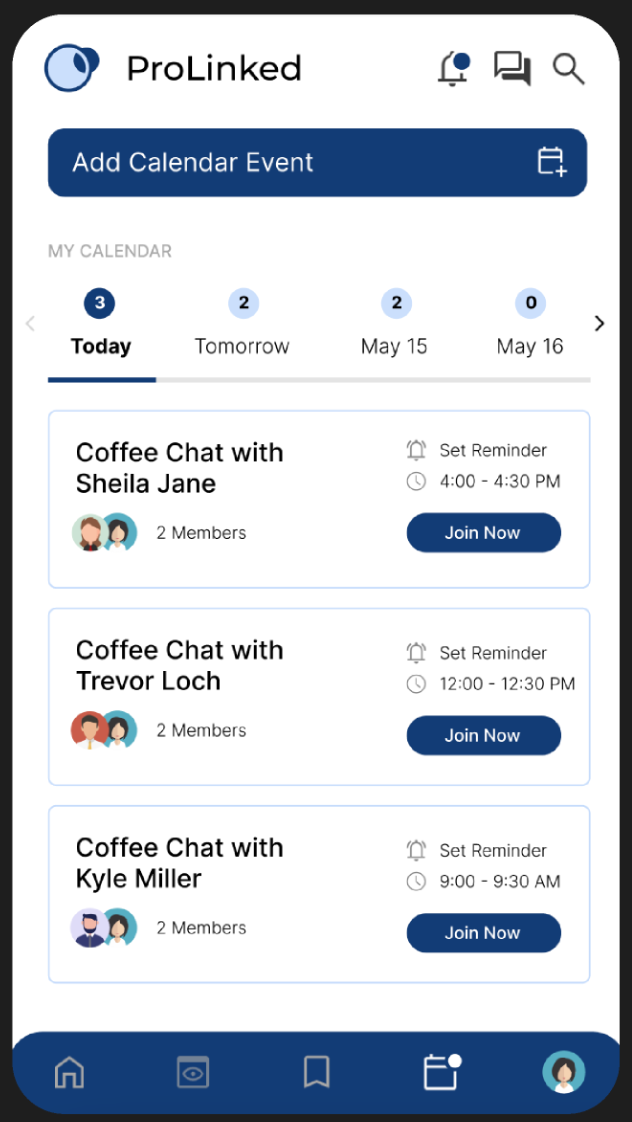 ProLinked
Add Calendar Event
MY CALENDAR
3 2 2 0
Today Tomorrow May 15 May 16
Coffee Chat with
Sheila Jane
2 Members
Set Reminder
4:00 - 4:30 PM
Join Now
Coffee Chat with
Trevor Loch
2 Members
Set Reminder
12:00 - 12:30 PM
Join Now
Coffee Chat with
Kyle Miller
2 Members
Set Reminder
9:00 - 9:30 AM
Join Now